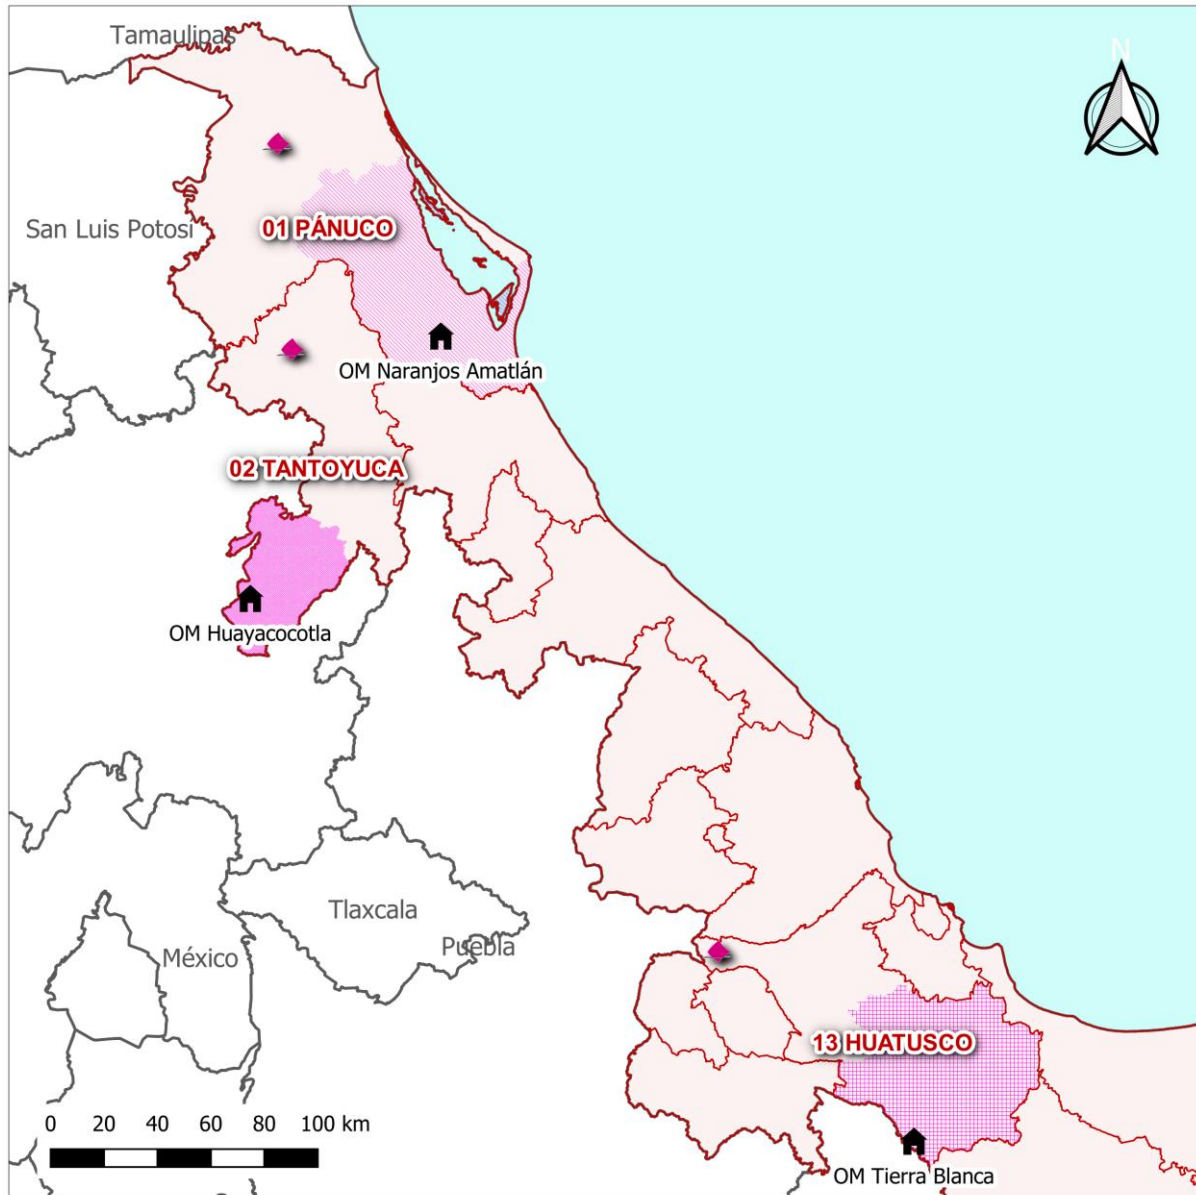 Tamaulipas
N
San Luis Potosí
01 PÁNUCO
OM Naranjos Amatlán
02 TANTOYUCA
OM Huayacocotla
Tlaxcala
Puebla
México
13 HUATUSCO
0 20 40 60 80 100 km
OM Tierra Blanca